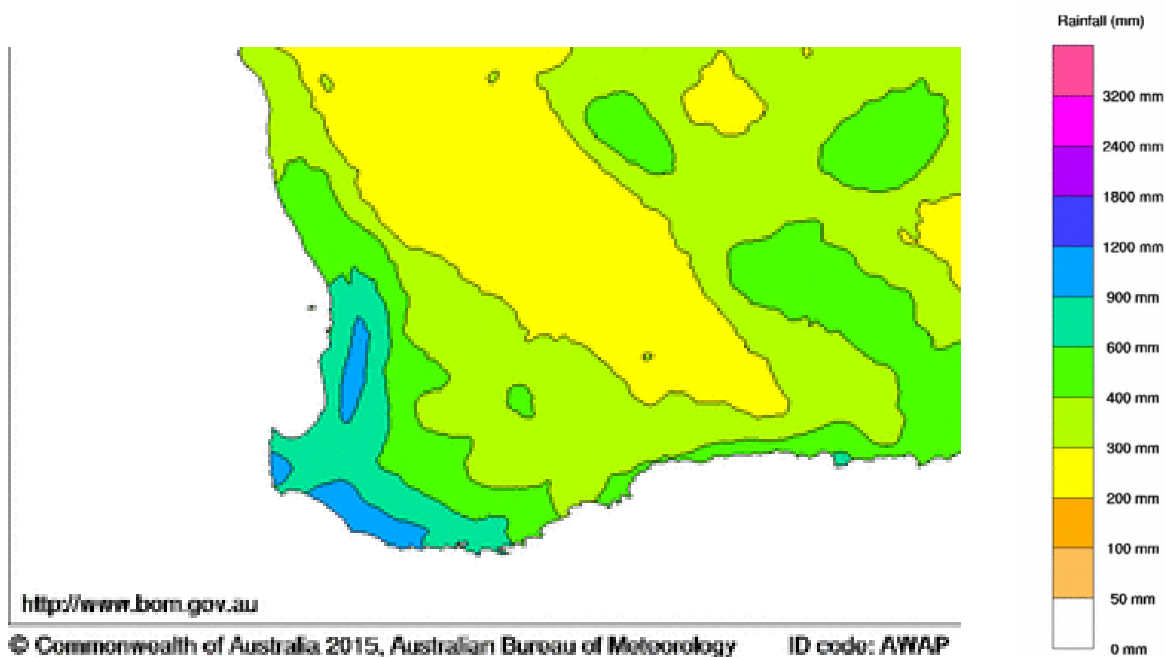 Rainfall (mm)
3200 mm
2400 mm
1800 mm
1200 mm
900 mm
600 mm
400 mm
300 mm
200 mm
100 mm
50 mm
0 mm
http://www.bom.gov.au
© Commonwealth of Australia 2015, Australian Bureau of Meteorology ID code: AWAP